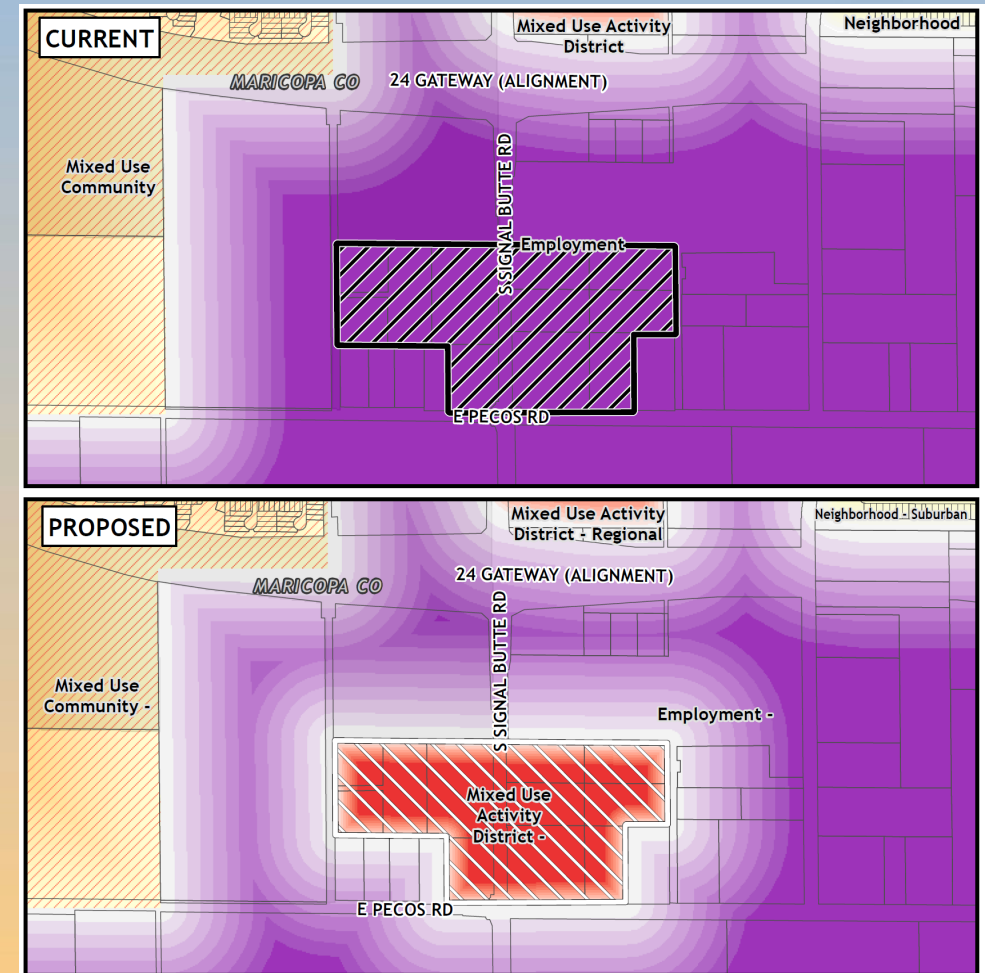 CURRENT
Mixed Use Activity
District
Neighborhood
MARICOPA CO
24 GATEWAY (ALIGNMENT)
Mixed Use
Community
S SIGNAL BUTTE RD
Employment
E PECOS RD
PROPOSED
Mixed Use Activity
District - Regional
Neighborhood - Suburban
MARICOPA CO
24 GATEWAY (ALIGNMENT)
S SIGNAL BUTTE RD
Mixed Use
Community -
Employment -
Mixed Use
Activity
District -
E PECOS RD